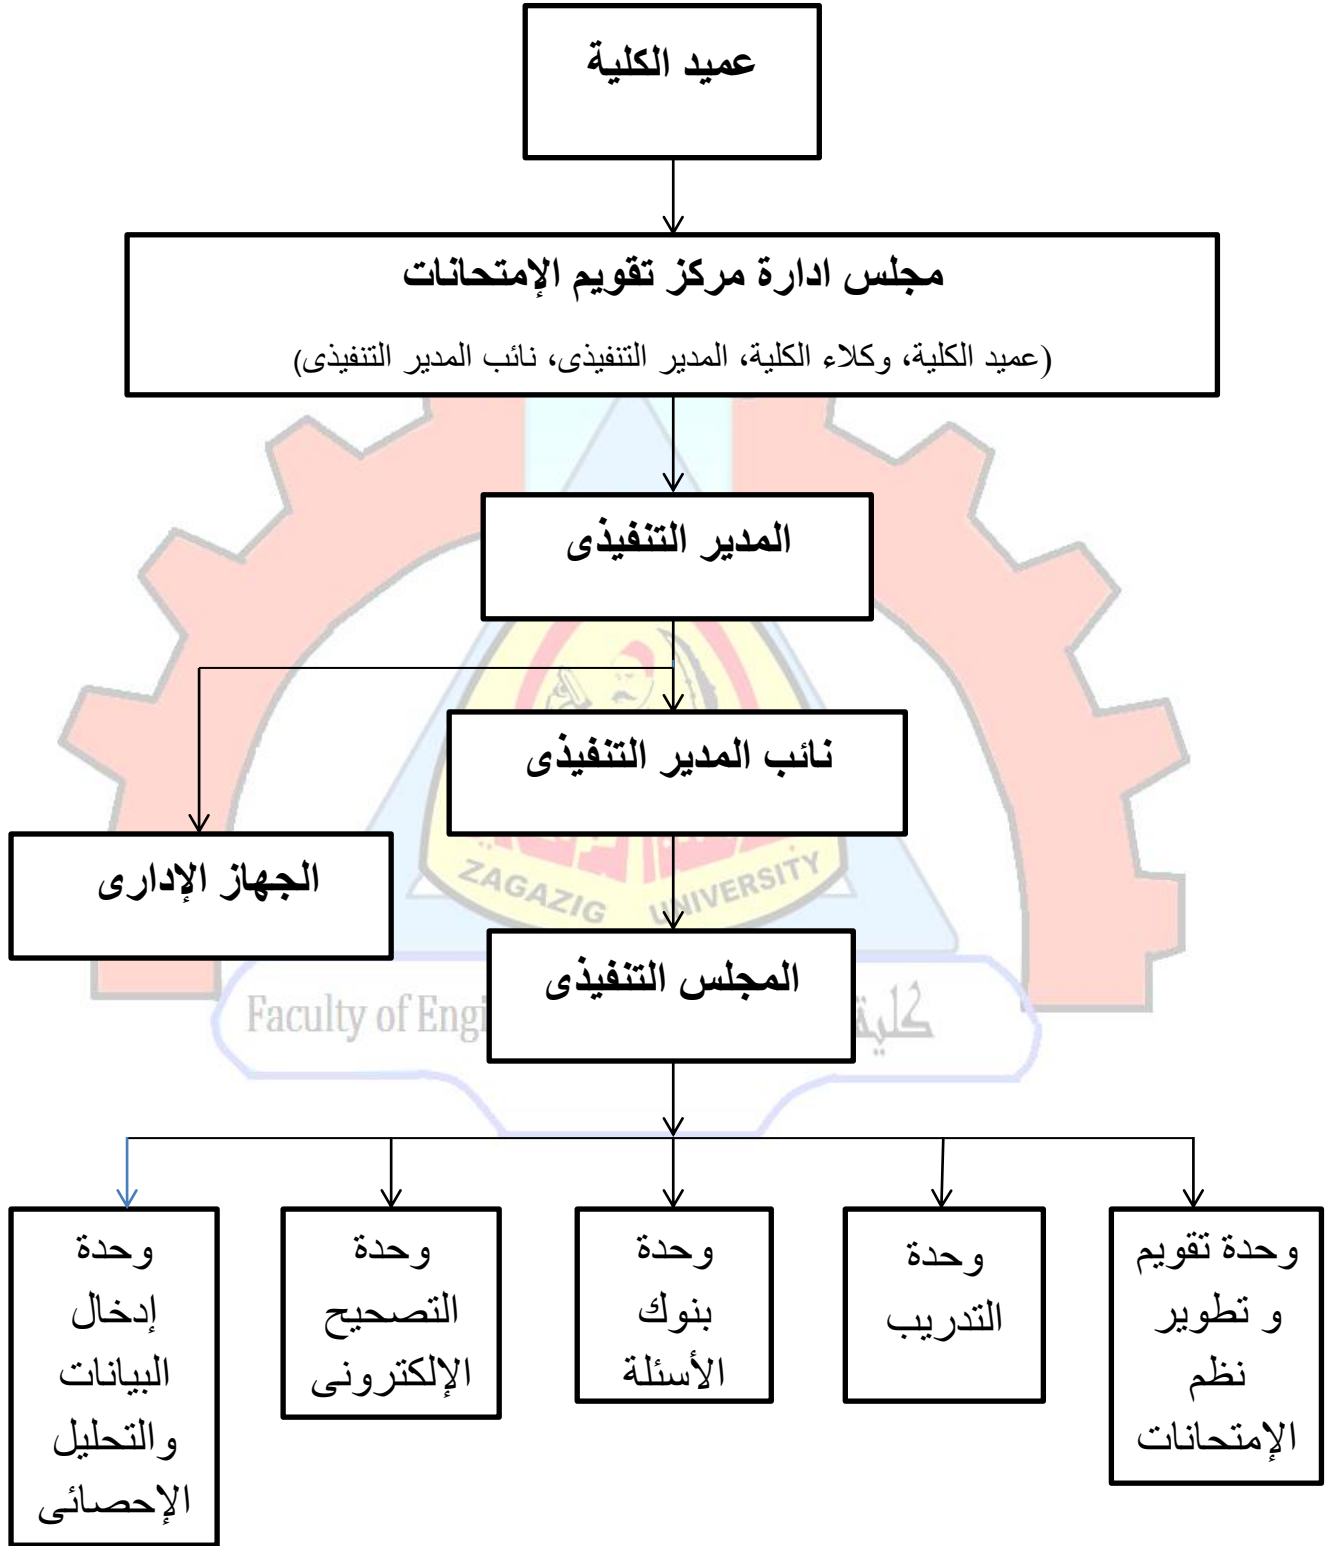 عميد الكلية
مجلس ادارة مركز تقويم الإمتحانات
(عميد الكلية، وكلاء الكلية، المدير التنفيذى، نائب المدير التنفيذى)
المدير التنفيذى
نائب المدير التنفيذى
الجهاز الإدارى
ZAGAZIG UNIVERSITY
المجلس التنفيذى
Faculty of Engi
كلية
وحدة تقويم
و تطوير
نظم
الإمتحانات
وحدة
التدريب
وحدة
بنوك
الأسئلة
وحدة
التصحيح
الإلكترونى
وحدة
إدخال
البيانات
والتحليل
الإحصائى